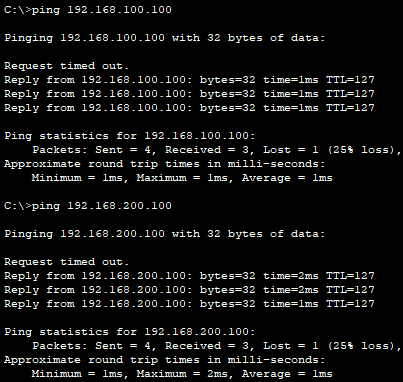 C:\>ping 192.168.100.100
Pinging 192.168.100.100 with 32 bytes of data:
Request timed out.
Reply from 192.168.100.100: bytes=32 time=1ms TTL=127
Reply from 192.168.100.100: bytes=32 time=1ms TTL=127
Reply from 192.168.100.100: bytes=32 time=1ms TTL=127
Ping statistics for 192.168.100.100:
Packets: Sent = 4, Received = 3, Lost = 1 (25% loss),
Approximate round trip times in milli-seconds:
Minimum = 1ms, Maximum = 1ms, Average = 1ms
C:\>ping 192.168.200.100
Pinging 192.168.200.100 with 32 bytes of data:
Request timed out.
Reply from 192.168.200.100: bytes=32 time=2ms TTL=127
Reply from 192.168.200.100: bytes=32 time=2ms TTL=127
Reply from 192.168.200.100: bytes=32 time=1ms TTL=127
Ping statistics for 192.168.200.100:
Packets: Sent = 4, Received = 3, Lost = 1 (25% loss),
Approximate round trip times in milli-seconds:
Minimum = 1ms, Maximum = 2ms, Average = 1ms